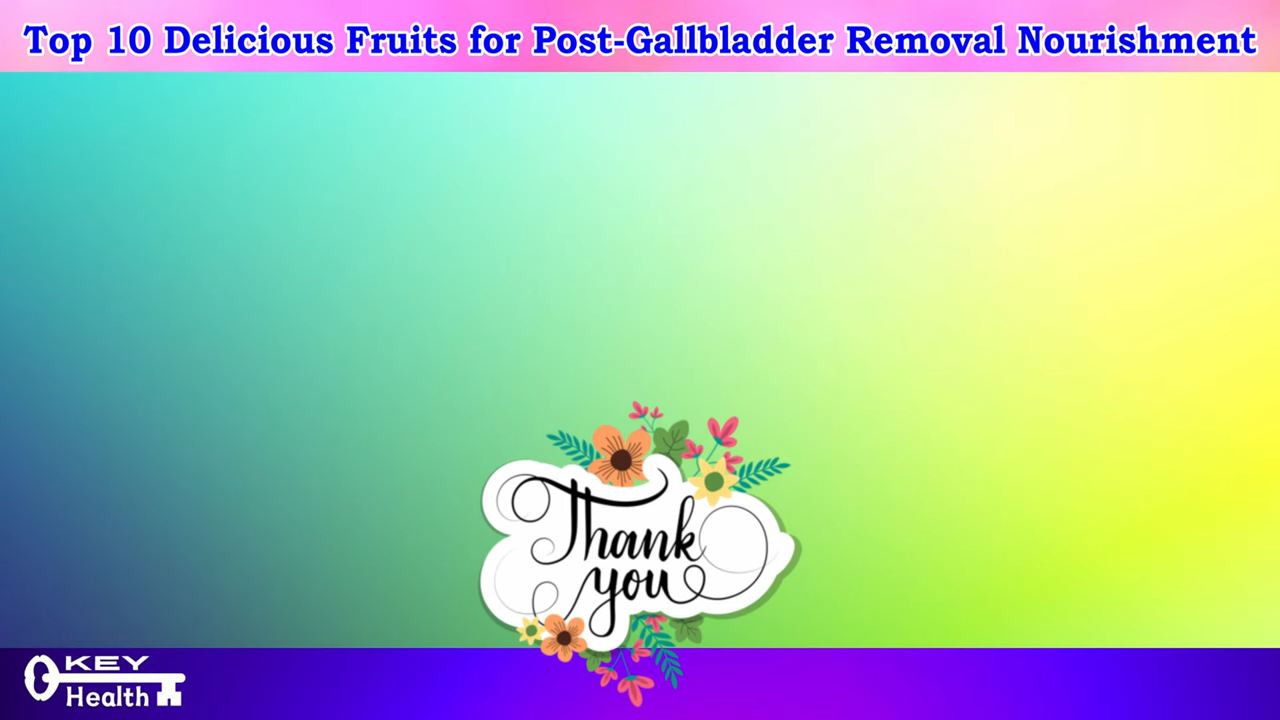 Top 10 Delicious Fruits for Post-Gallbladder Removal Nourishment
Thank
you
KEY
Health